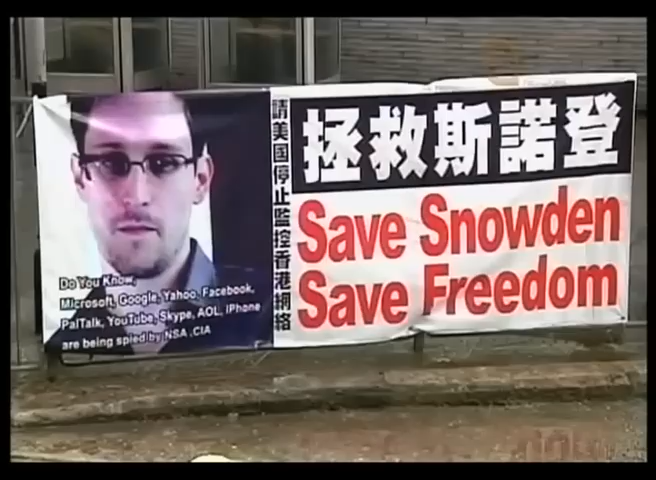 Do You Know,
Microsoft, Google, Yahoo, Facebook,
PalTalk, YouTube, Skype, AOL, iPhone
are being spied by NSA ,CIA
請美國停止監控香港網絡
拯救斯諾登
Save Snowden
Save Freedom